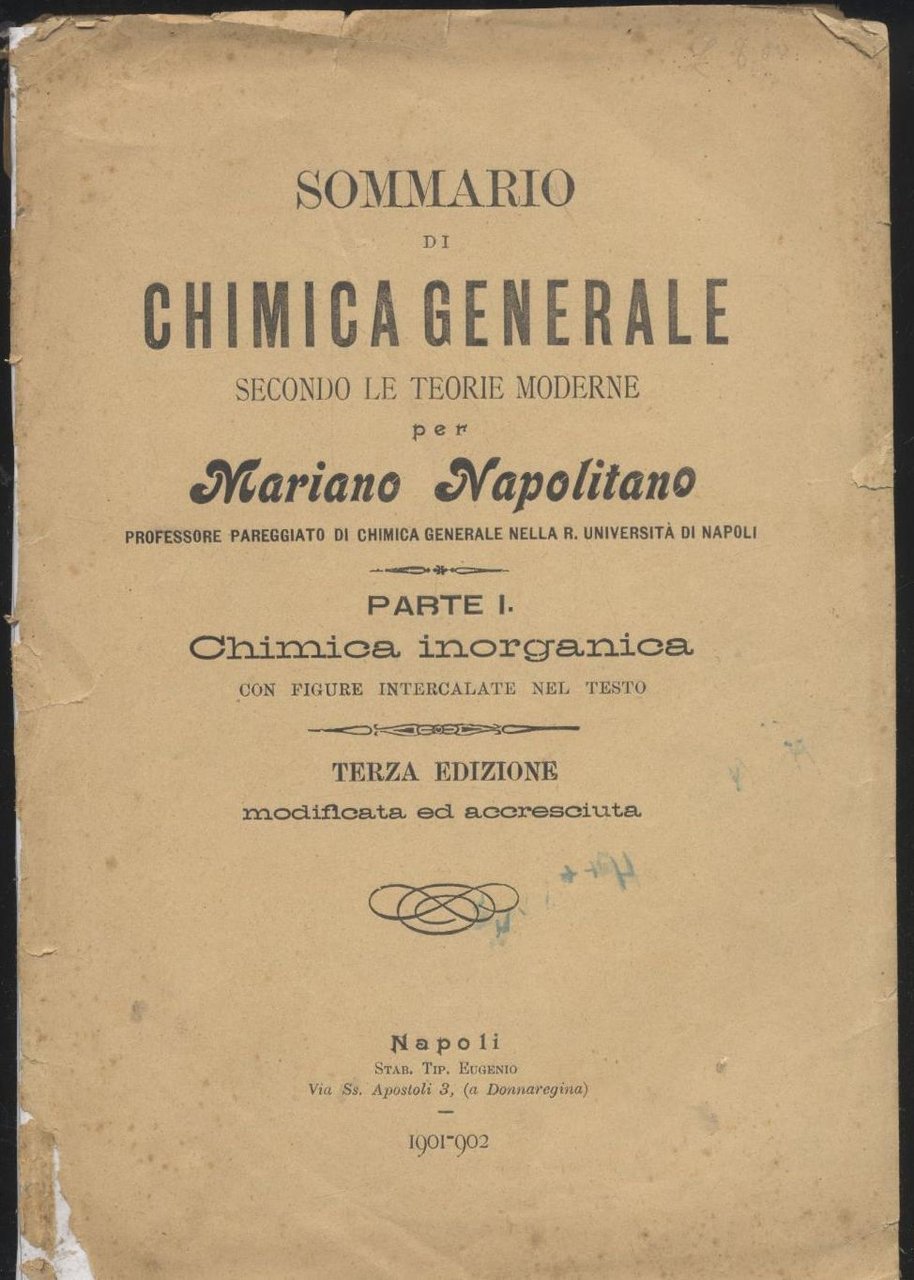 SOMMARIO
DI
CHIMICA GENERALE
SECONDO LE TEORIE MODERNE
per
Mariano Napolitano
PROFESSORE PAREGGIATO DI CHIMICA GENERALE NELLA R. UNIVERSITÀ DI NAPOLI
PARTE I.
Chimica inorganica
CON FIGURE INTERCALATE NEL TESTO
TERZA EDIZIONE
modificata ed accresciuta
Napoli
STAB. TIP. EUGENIO
Via Ss. Apostoli 3, (a Donnaregina)
1901-902